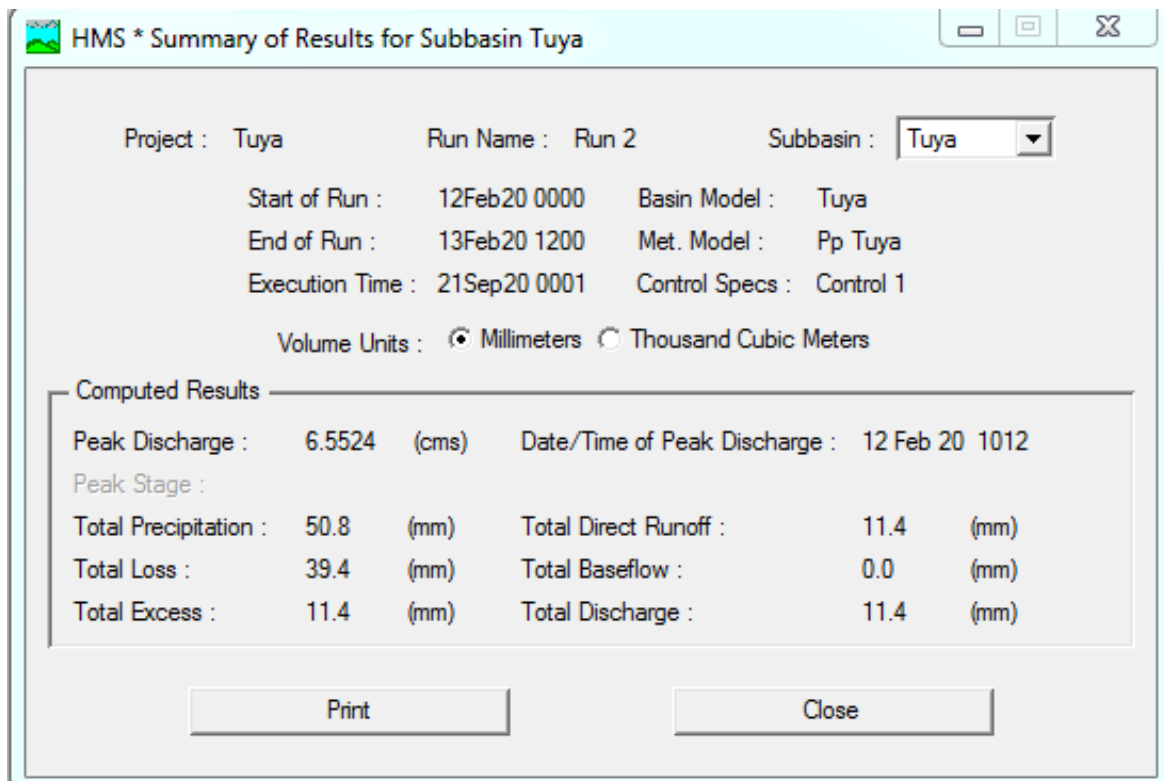 HMS * Summary of Results for Subbasin Tuya
Project : Tuya Run Name : Run 2 Subbasin : Tuya
Start of Run : 12Feb20 0000 Basin Model : Tuya
End of Run : 13Feb20 1200 Met. Model : Pp Tuya
Execution Time : 21Sep20 0001 Control Specs : Control 1
Volume Units : Millimeters Thousand Cubic Meters
Computed Results
Peak Discharge : 6.5524 (cms) Date/Time of Peak Discharge : 12 Feb 20 1012
Peak Stage :
Total Precipitation : 50.8 (mm) Total Direct Runoff : 11.4 (mm)
Total Loss : 39.4 (mm) Total Baseflow : 0.0 (mm)
Total Excess : 11.4 (mm) Total Discharge : 11.4 (mm)
Print Close